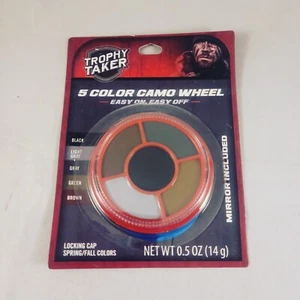 TROPHY
TAKER
5 COLOR CAMO WHEEL
EASY ON, EASY OFF
BLACK
LIGHT
GRAY
GREEN
BROWN
MIRROR INCLUDED
LOCKING CAP
SPRING/FALL COLORS
NET WT 0.5 OZ (14 g)